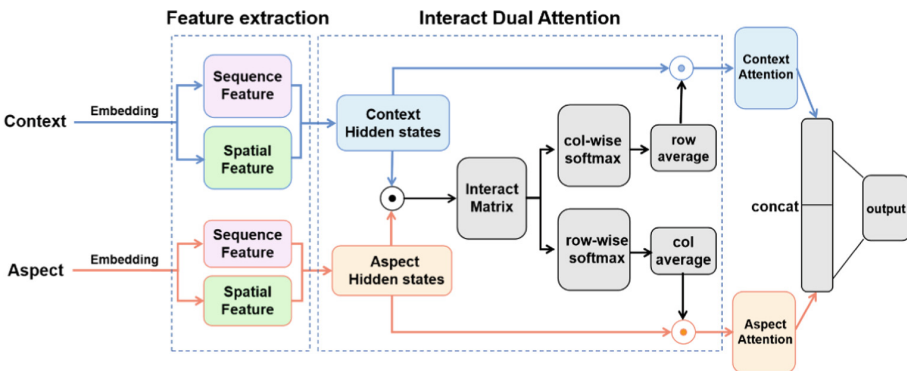 Feature extraction
Interact Dual Attention
Context
Embedding
Sequence
Feature
Spatial
Feature
Context
Hidden states
Aspect
Embedding
Sequence
Feature
Spatial
Feature
Aspect
Hidden states
Interact
Matrix
col-wise
softmax
row
average
row-wise
softmax
col
average
Context
Attention
Aspect
Attention
concat
output